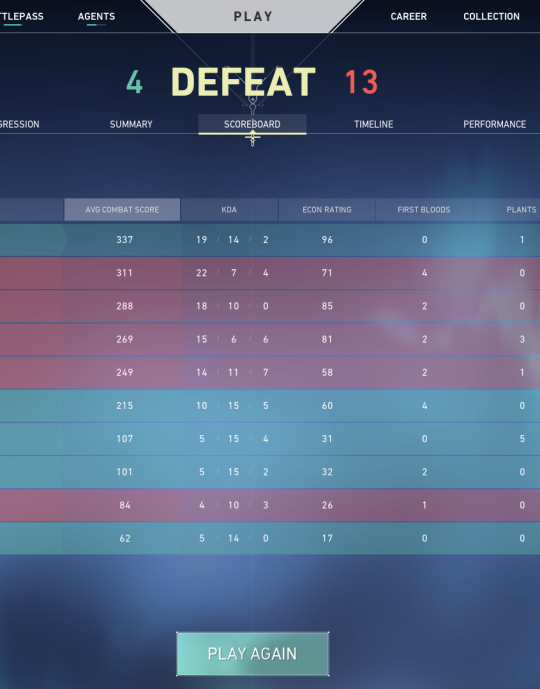 TTLEPASS AGENTS PLAY CAREER COLLECTION
4 DEFEAT 13
GRESSION SUMMARY SCOREBOARD TIMELINE PERFORMANCE
AVG COMBAT SCORE KDA ECON RATING FIRST BLOODS PLANTS
337 19 / 14 / 2 96 0 1
311 22 / 7 / 4 71 4 0
288 18 / 10 / 0 85 2 0
269 15 / 6 / 6 81 2 3
249 14 / 11 / 7 58 2 1
215 10 / 15 / 5 60 4 0
107 5 / 15 / 4 31 0 5
101 5 / 15 / 2 32 2 0
84 4 / 10 / 3 26 1 0
62 5 / 14 / 0 17 0 0
PLAY AGAIN